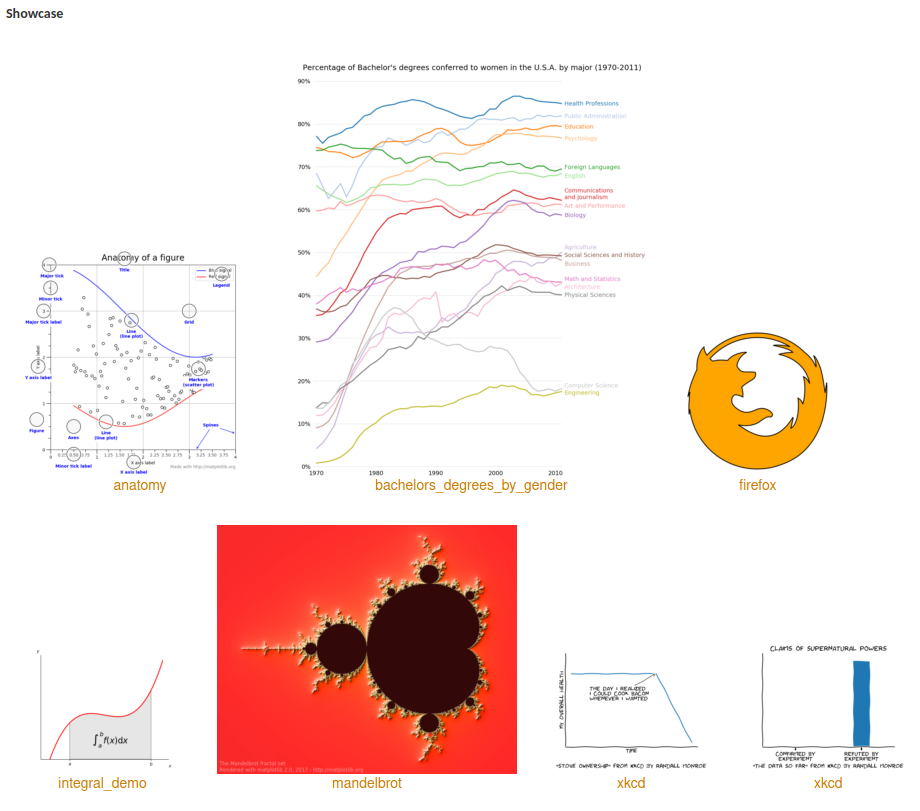 Showcase
Anatomy of a figure
Major tick
Title
Legend
Minor tick
Major tick label
Grid
Line
(line plot)
Y axis label
Markers
(scatter plot)
Figure
Axes
Line
(line plot)
Spines
Minor tick label
X axis label
X axis label
Made with http://matplotlib.org
anatomy
Percentage of Bachelor's degrees conferred to women in the U.S.A. by major (1970-2011)
90%
80%
70%
60%
50%
40%
30%
20%
10%
0%
1970
1980
1990
2000
2010
Health Professions
Public Administration
Education
Psychology
Foreign Languages
English
Communications
and Journalism
Art and Performance
Biology
Agriculture
Social Sciences and History
Business
Math and Statistics
Architecture
Physical Sciences
Computer Science
Engineering
bachelors_degrees_by_gender
firefox
y
∫ₐᵇ f(x)dx
a
b
x
integral_demo
The Mandelbrot fractal set
Rendered with matplotlib 2.0, 2017 - http://matplotlib.org
mandelbrot
MY OVERALL HEALTH
THE DAY I REALIZED
I COULD COOK BACON
WHENEVER I WANTED
TIME
"STOVE OWNERSHIP" FROM XKCD BY RANDALL MONROE
xkcd
CLAIMS OF SUPERNATURAL POWERS
CONFIRMED BY
EXPERIMENT
REFUTED BY
EXPERIMENT
"THE DATA SO FAR" FROM XKCD BY RANDALL MONROE
xkcd